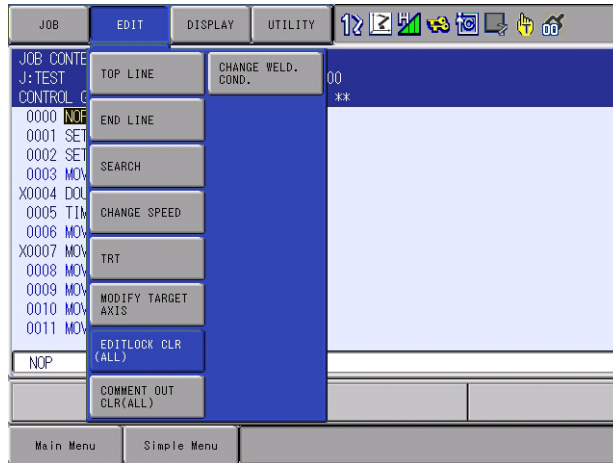 JOB EDIT DISPLAY UTILITY
JOB CONTE
J:TEST 00
CONTROL G **
TOP LINE
END LINE
SEARCH
CHANGE SPEED
TRT
MODIFY TARGET
AXIS
EDITLOCK CLR
(ALL)
COMMENT OUT
CLR(ALL)
CHANGE WELD.
COND.
0000 NOP
0001 SET
0002 SET
0003 MOV
X0004 DOU
0005 TIM
0006 MOV
X0007 MOV
0008 MOV
0009 MOV
0010 MOV
0011 MOV
NOP
Main Menu Simple Menu